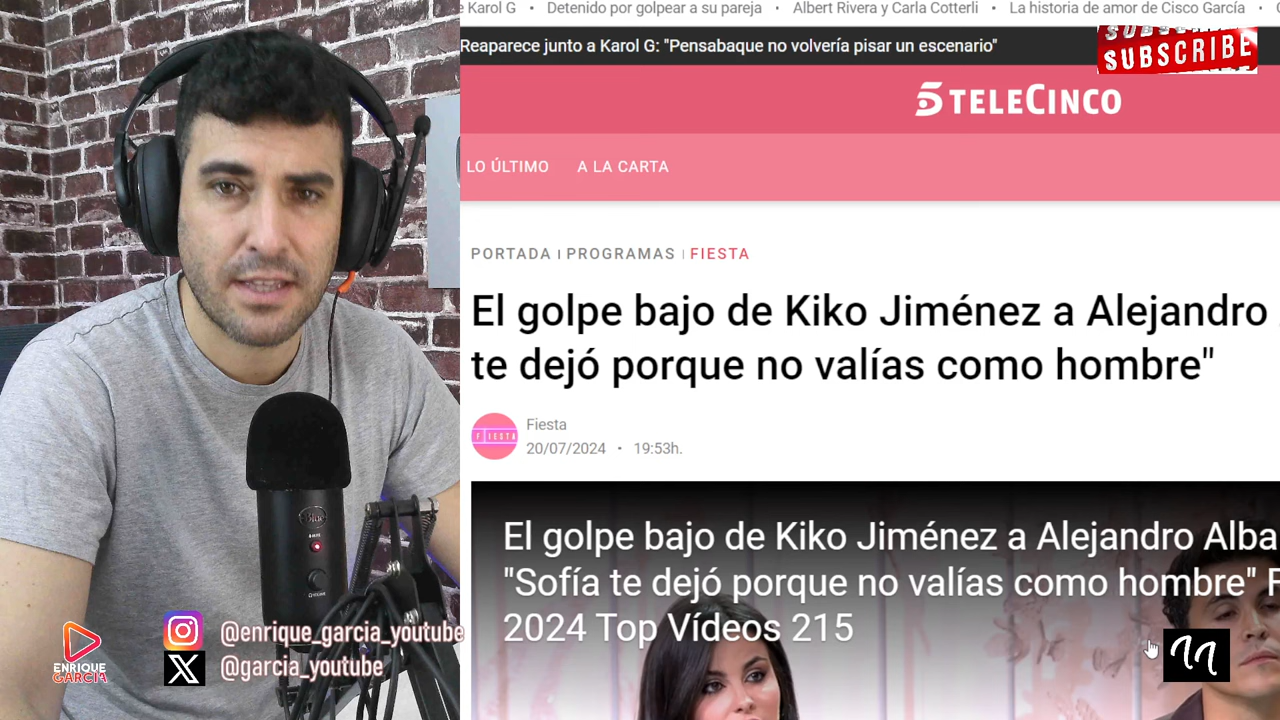 e Karol G • Detenido por golpear a su pareja • Albert Rivera y Carla Cotterli • La historia de amor de Cisco García •
Reaparece junto a Karol G: "Pensabaque no volvería pisar un escenario"
SUBSCRIBE
TELECINCO
LO ÚLTIMO A LA CARTA
PORTADA PROGRAMAS FIESTA
El golpe bajo de Kiko Jiménez a Alejandro
te dejó porque no valías como hombre"
FIESTA
Fiesta
20/07/2024 • 19:53h.
El golpe bajo de Kiko Jiménez a Alejandro Alba
"Sofía te dejó porque no valías como hombre" F
2024 Top Vídeos 215
Blue
@enrique_garcia_youtube
@garcia_youtube
ENRIQUE
GARCIA